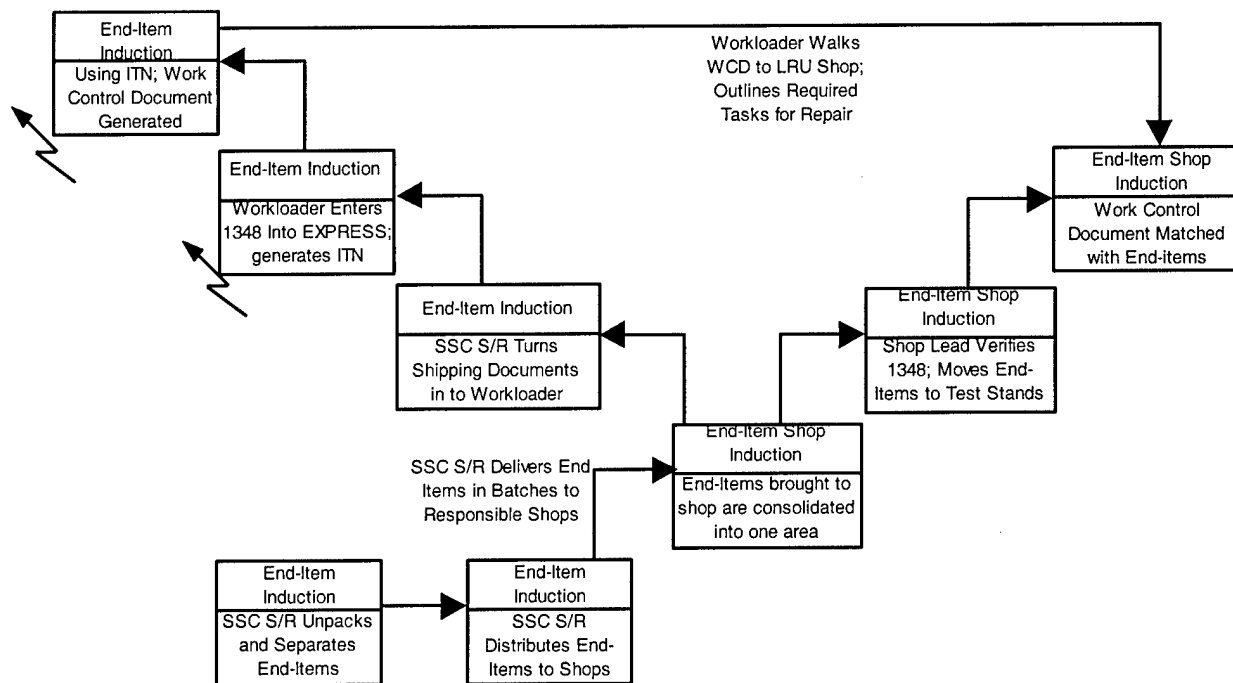 End-Item
Induction
Using ITN; Work
Control Document
Generated
Workloader Walks
WCD to LRU Shop;
Outlines Required
Tasks for Repair
End-Item Induction
Workloader Enters
1348 Into EXPRESS;
generates ITN
End-Item Shop
Induction
Work Control
Document Matched
with End-items
End-Item Induction
SSC S/R Turns
Shipping Documents
in to Workloader
End-Item Shop
Induction
Shop Lead Verifies
1348; Moves End-
Items to Test Stands
SSC S/R Delivers End
Items in Batches to
Responsible Shops
End-Item Shop
Induction
End-Items brought to
shop are consolidated
into one area
End-Item
Induction
SSC S/R Unpacks
and Separates
End-Items
End-Item
Induction
SSC S/R
Distributes End-
Items to Shops